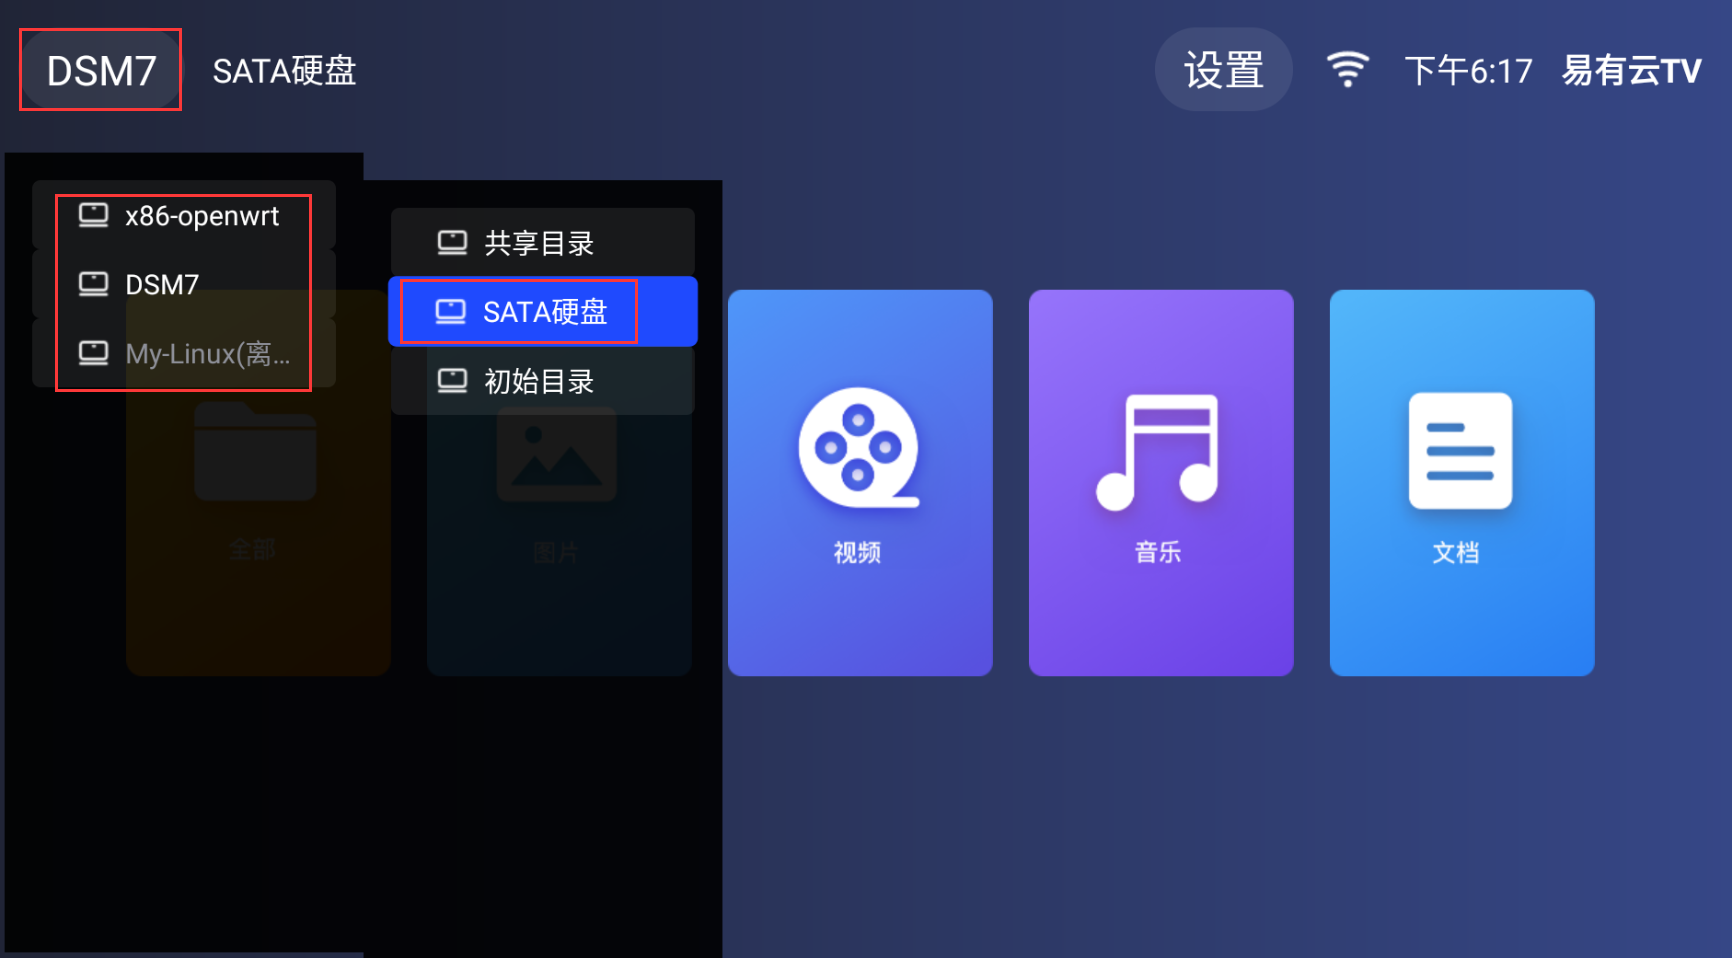 DSM7 SATA硬盘 设置 下午6:17 易有云TV
x86-openwrt
DSM7
My-Linux(离...
共享目录
SATA硬盘
初始目录
全部
图片
视频
音乐
文档